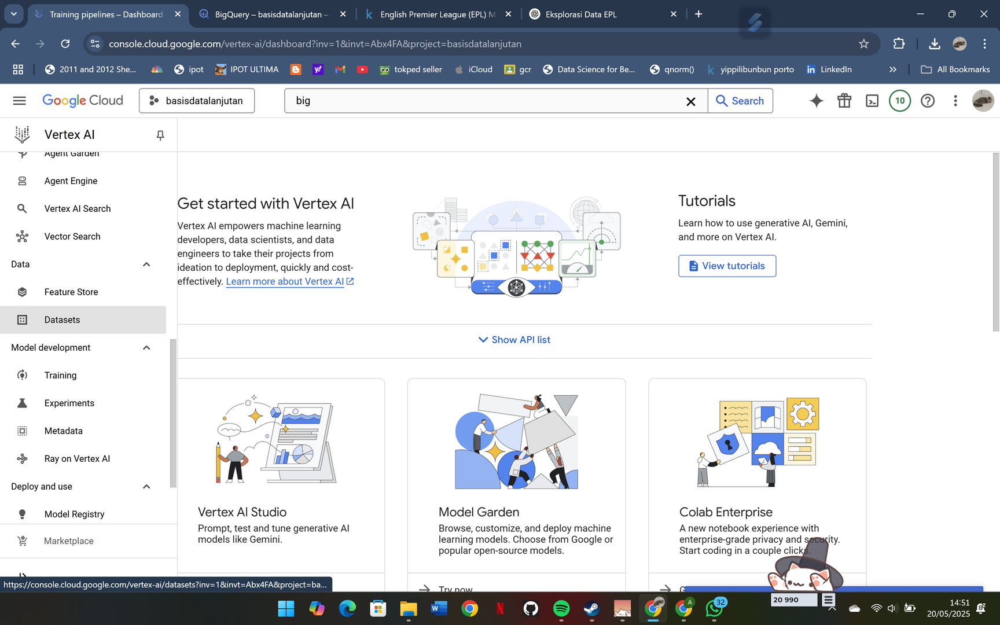 Training pipelines – Dashboard
BigQuery – basisdatalanjutan –
English Premier League (EPL) M
Eksplorasi Data EPL
console.cloud.google.com/vertex-ai/dashboard?inv=1&invt=Abx4FA&project=basisdatalanjutan
2011 and 2012 She...
ipot
IPOT ULTIMA
tokped seller
iCloud
gcr
Data Science for Be...
qnorm()
yippilibunbun porto
LinkedIn
All Bookmarks
Google Cloud
basisdatalanjutan
big
Search
10
Vertex AI
Agent Garden
Agent Engine
Vertex AI Search
Vector Search
Data
Feature Store
Datasets
Model development
Training
Experiments
Metadata
Ray on Vertex AI
Deploy and use
Model Registry
Marketplace
Get started with Vertex AI
Vertex AI empowers machine learning
developers, data scientists, and data
engineers to take their projects from
ideation to deployment, quickly and cost-
effectively. Learn more about Vertex AI
Tutorials
Learn how to use generative AI, Gemini,
and more on Vertex AI.
View tutorials
Show API list
Vertex AI Studio
Prompt, test and tune generative AI
models like Gemini.
Model Garden
Browse, customize, and deploy machine
learning models. Choose from Google or
popular open-source models.
Try now
Colab Enterprise
A new notebook experience with
enterprise-grade privacy and security.
Start coding in a couple clicks.
https://console.cloud.google.com/vertex-ai/datasets?inv=1&invt=Abx4FA&project=ba...
20 990
32
14:51
20/05/2025